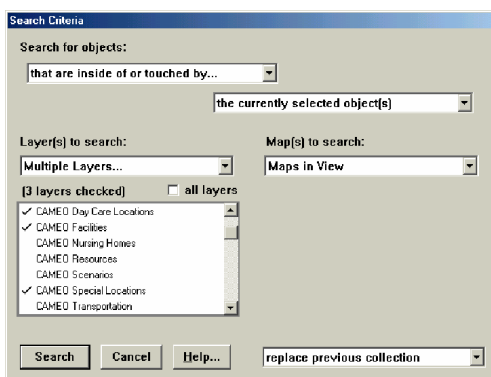 Search Criteria
Search for objects:
that are inside of or touched by...
the currently selected object(s)
Layer(s) to search:
Map(s) to search:
Multiple Layers...
Maps in View
(3 layers checked)
all layers
CAMEO Day Care Locations
CAMEO Facilities
CAMEO Nursing Homes
CAMEO Resources
CAMEO Scenarios
CAMEO Special Locations
CAMEO Transportation
Search
Cancel
Help...
replace previous collection